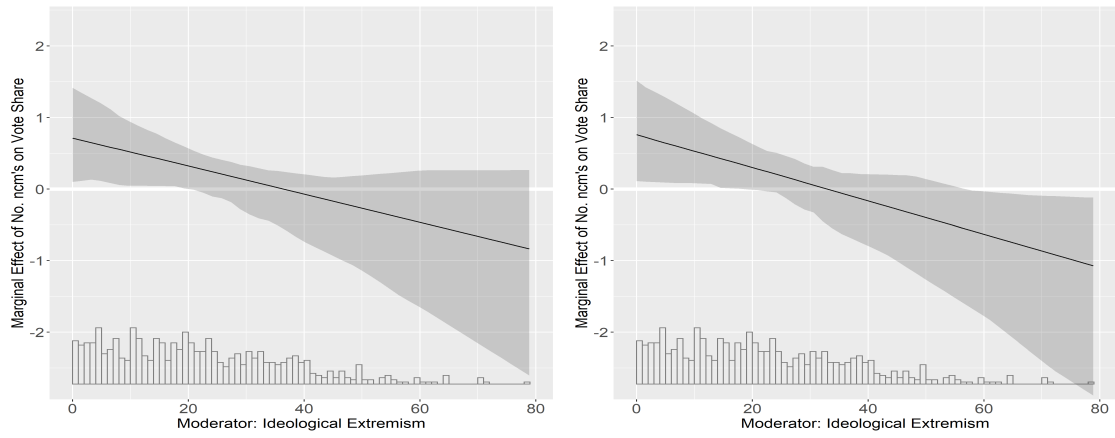 Marginal Effect of No. ncm's on Vote Share
2
1
0
-1
-2
0 20 40 60 80
Moderator: Ideological Extremism
Marginal Effect of No. ncm's on Vote Share
2
1
0
-1
-2
0 20 40 60 80
Moderator: Ideological Extremism